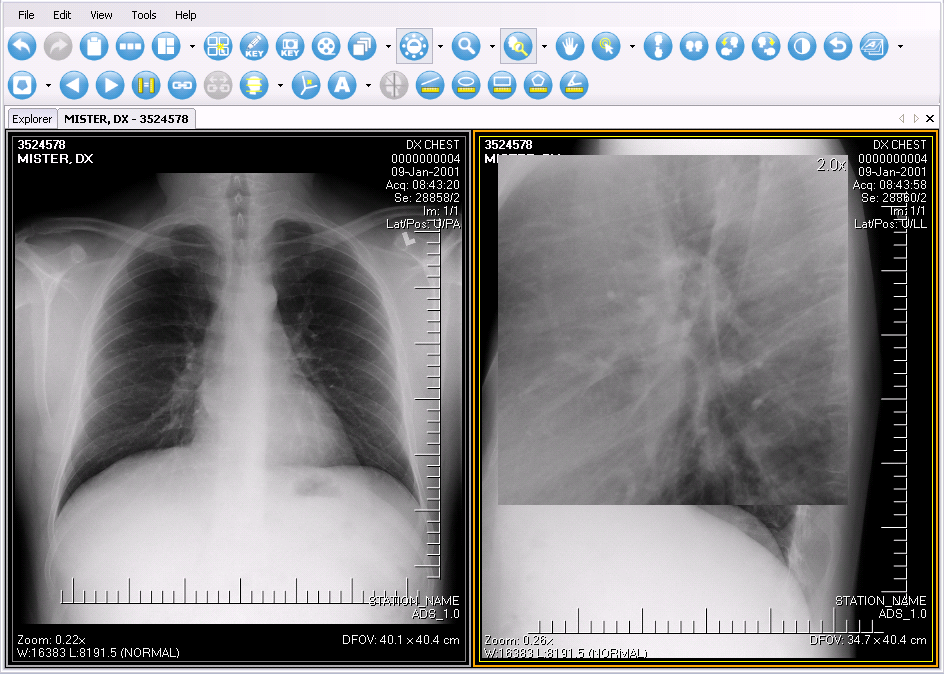 File Edit View Tools Help
KEY KEY
A
Explorer MISTER, DX - 3524578
3524578
MISTER, DX
DX CHEST
0000000004
09-Jan-2001
Acq: 08:43:20
Se: 28858/2
Im: 1/1
Lat/Pos: U/PA
L
STATION_NAME
ADS_1.0
Zoom: 0.22x
DFOV: 40.1 x 40.4 cm
W:16383 L:8191.5 (NORMAL)
3524578
DX CHEST
0000000004
09-Jan-2001
Acq: 08:43:58
Se: 28860/2
Im: 1/1
Lat/Pos: U/LL
2.0x
STATION_NAME
ADS_1.0
Zoom: 0.26x
DFOV: 34.7 x 40.4 cm
W:16383 L:8191.5 (NORMAL)